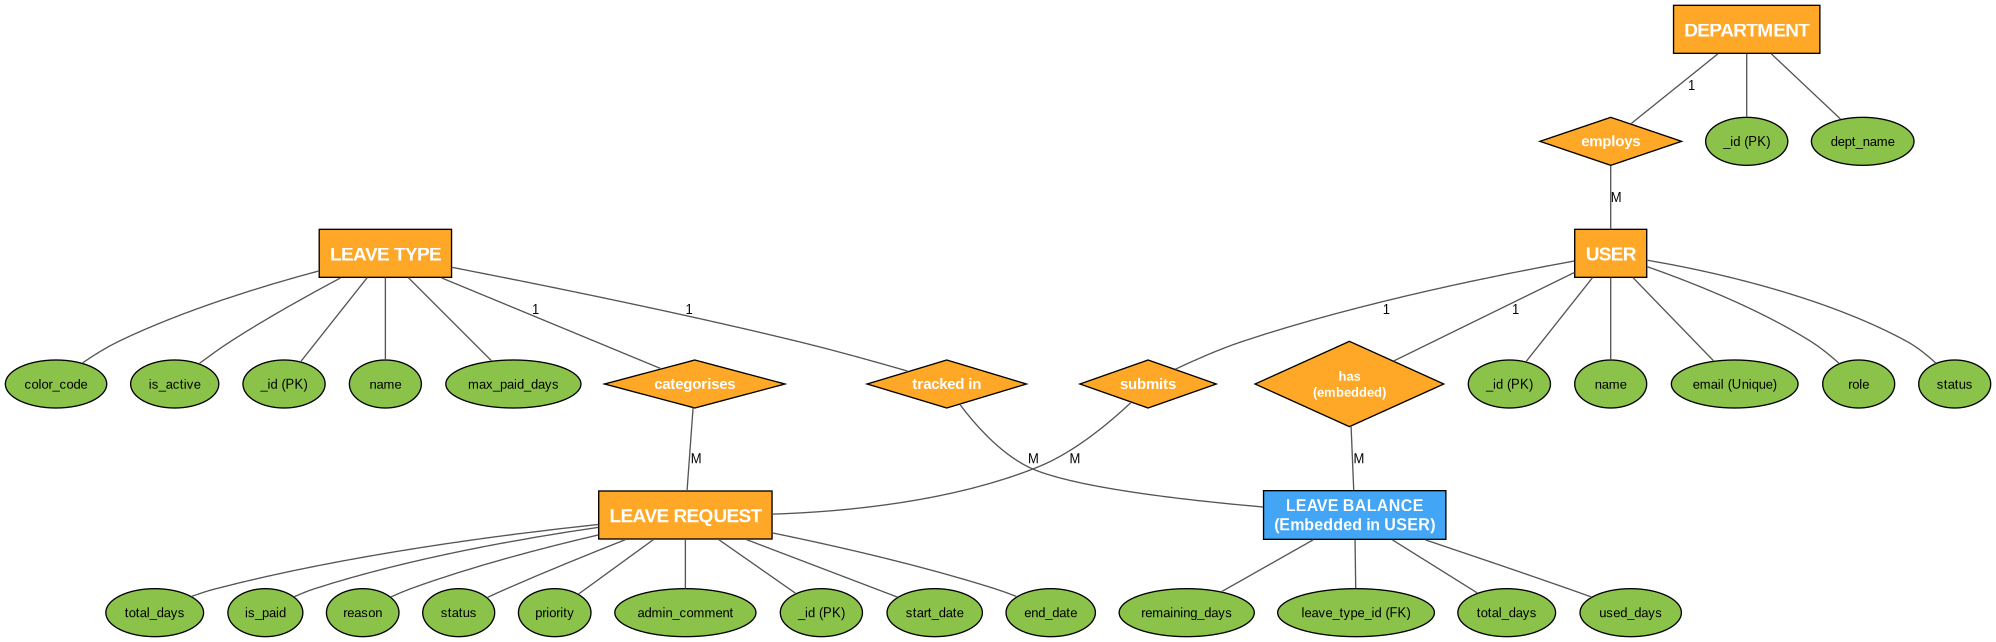 DEPARTMENT
1
employs
_id (PK)
dept_name
M
LEAVE TYPE
USER
1
1
1
1
color_code
is_active
_id (PK)
name
max_paid_days
categorises
tracked in
submits
has
(embedded)
_id (PK)
name
email (Unique)
role
status
M
M
M
M
LEAVE REQUEST
LEAVE BALANCE
(Embedded in USER)
total_days
is_paid
reason
status
priority
admin_comment
_id (PK)
start_date
end_date
remaining_days
leave_type_id (FK)
total_days
used_days